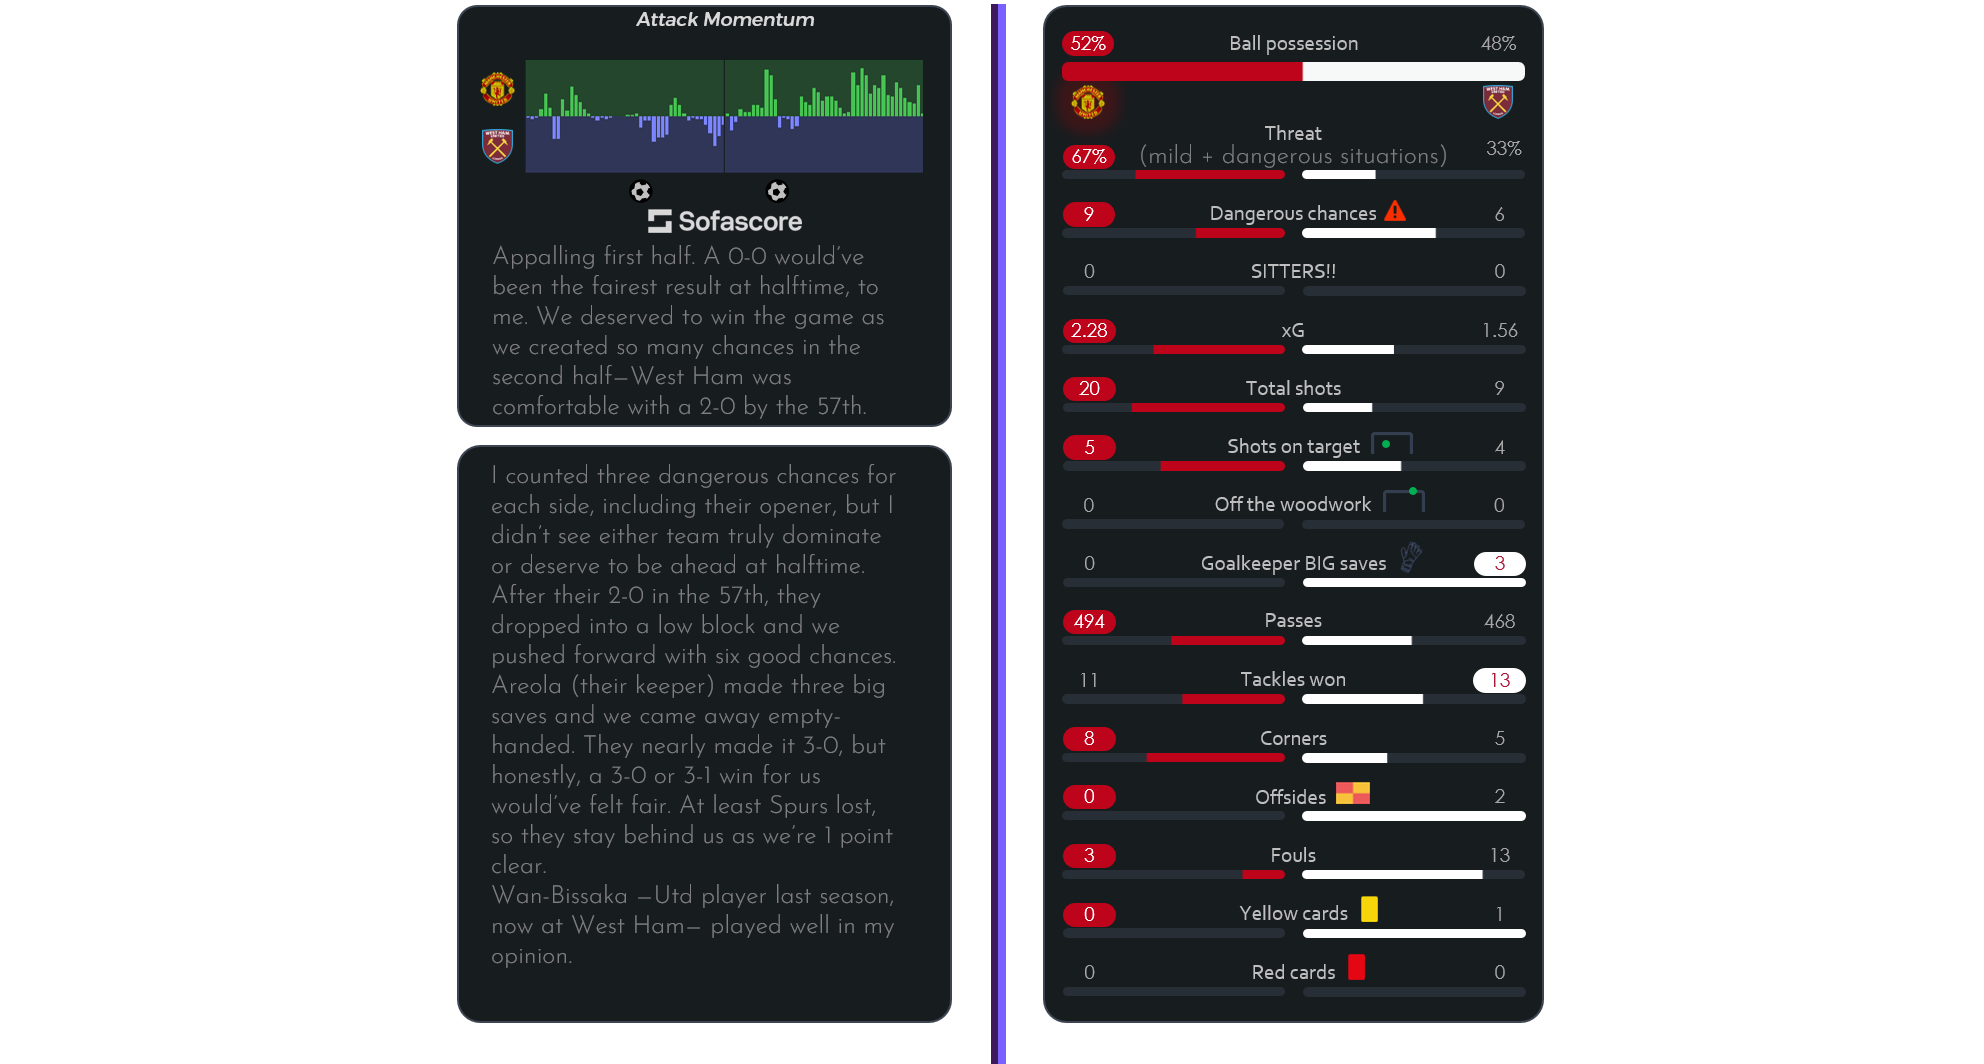 Attack Momentum
Sofascore
Appalling first half. A 0-0 would've
been the fairest result at halftime, to
me. We deserved to win the game as
we created so many chances in the
second half—West Ham was
comfortable with a 2-0 by the 57th.
I counted three dangerous chances for
each side, including their opener, but I
didn't see either team truly dominate
or deserve to be ahead at halftime.
After their 2-0 in the 57th, they
dropped into a low block and we
pushed forward with six good chances.
Areola (their keeper) made three big
saves and we came away empty-
handed. They nearly made it 3-0, but
honestly, a 3-0 or 3-1 win for us
would've felt fair. At least Spurs lost,
so they stay behind us as we're 1 point
clear.
Wan-Bissaka —Utd player last season,
now at West Ham— played well in my
opinion.
52% Ball possession 48%
Threat
67% (mild + dangerous situations) 33%
9 Dangerous chances 6
0 SITTERS!! 0
2.28 xG 1.56
20 Total shots 9
5 Shots on target 4
0 Off the woodwork 0
0 Goalkeeper BIG saves 3
494 Passes 468
11 Tackles won 13
8 Corners 5
0 Offsides 2
3 Fouls 13
0 Yellow cards 1
0 Red cards 0